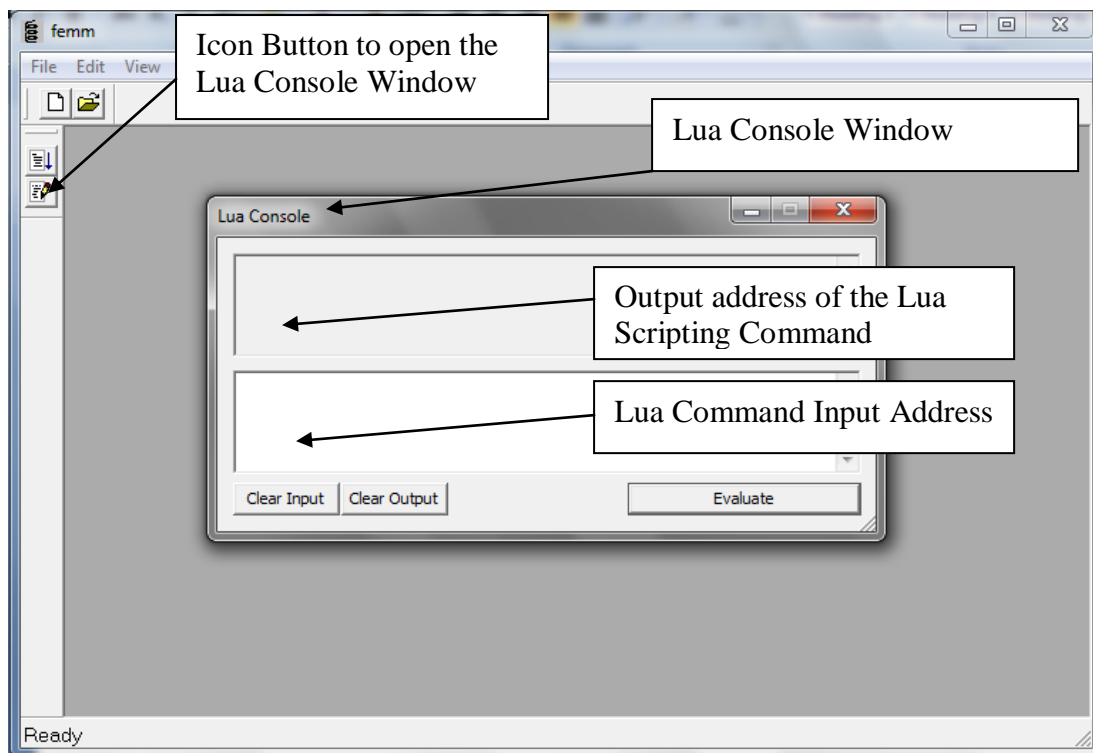 femm
Icon Button to open the
Lua Console Window
File Edit View
Lua Console Window
Lua Console
Output address of the Lua
Scripting Command
Lua Command Input Address
Clear Input Clear Output Evaluate
Ready